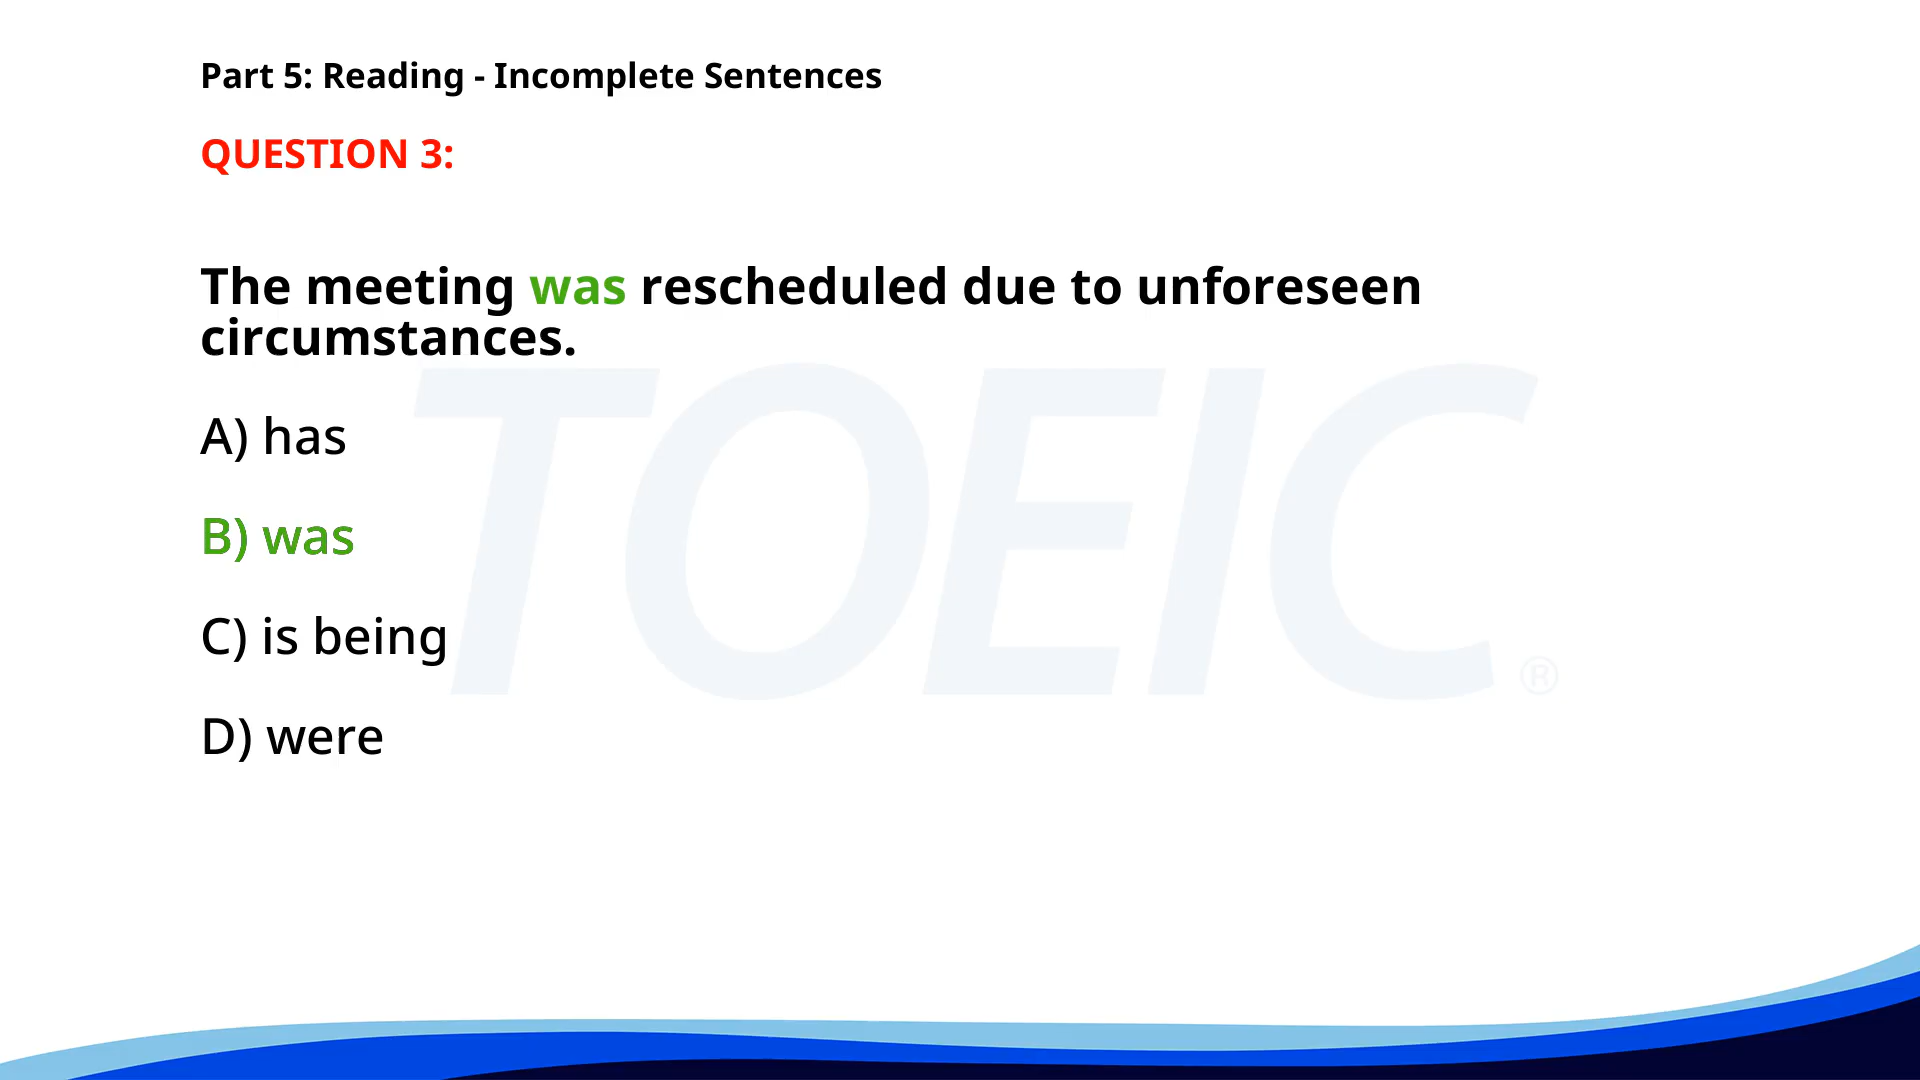 Part 5: Reading - Incomplete Sentences
QUESTION 3:
The meeting was rescheduled due to unforeseen
circumstances.
A) has
B) was
C) is being
D) were
TOEIC®